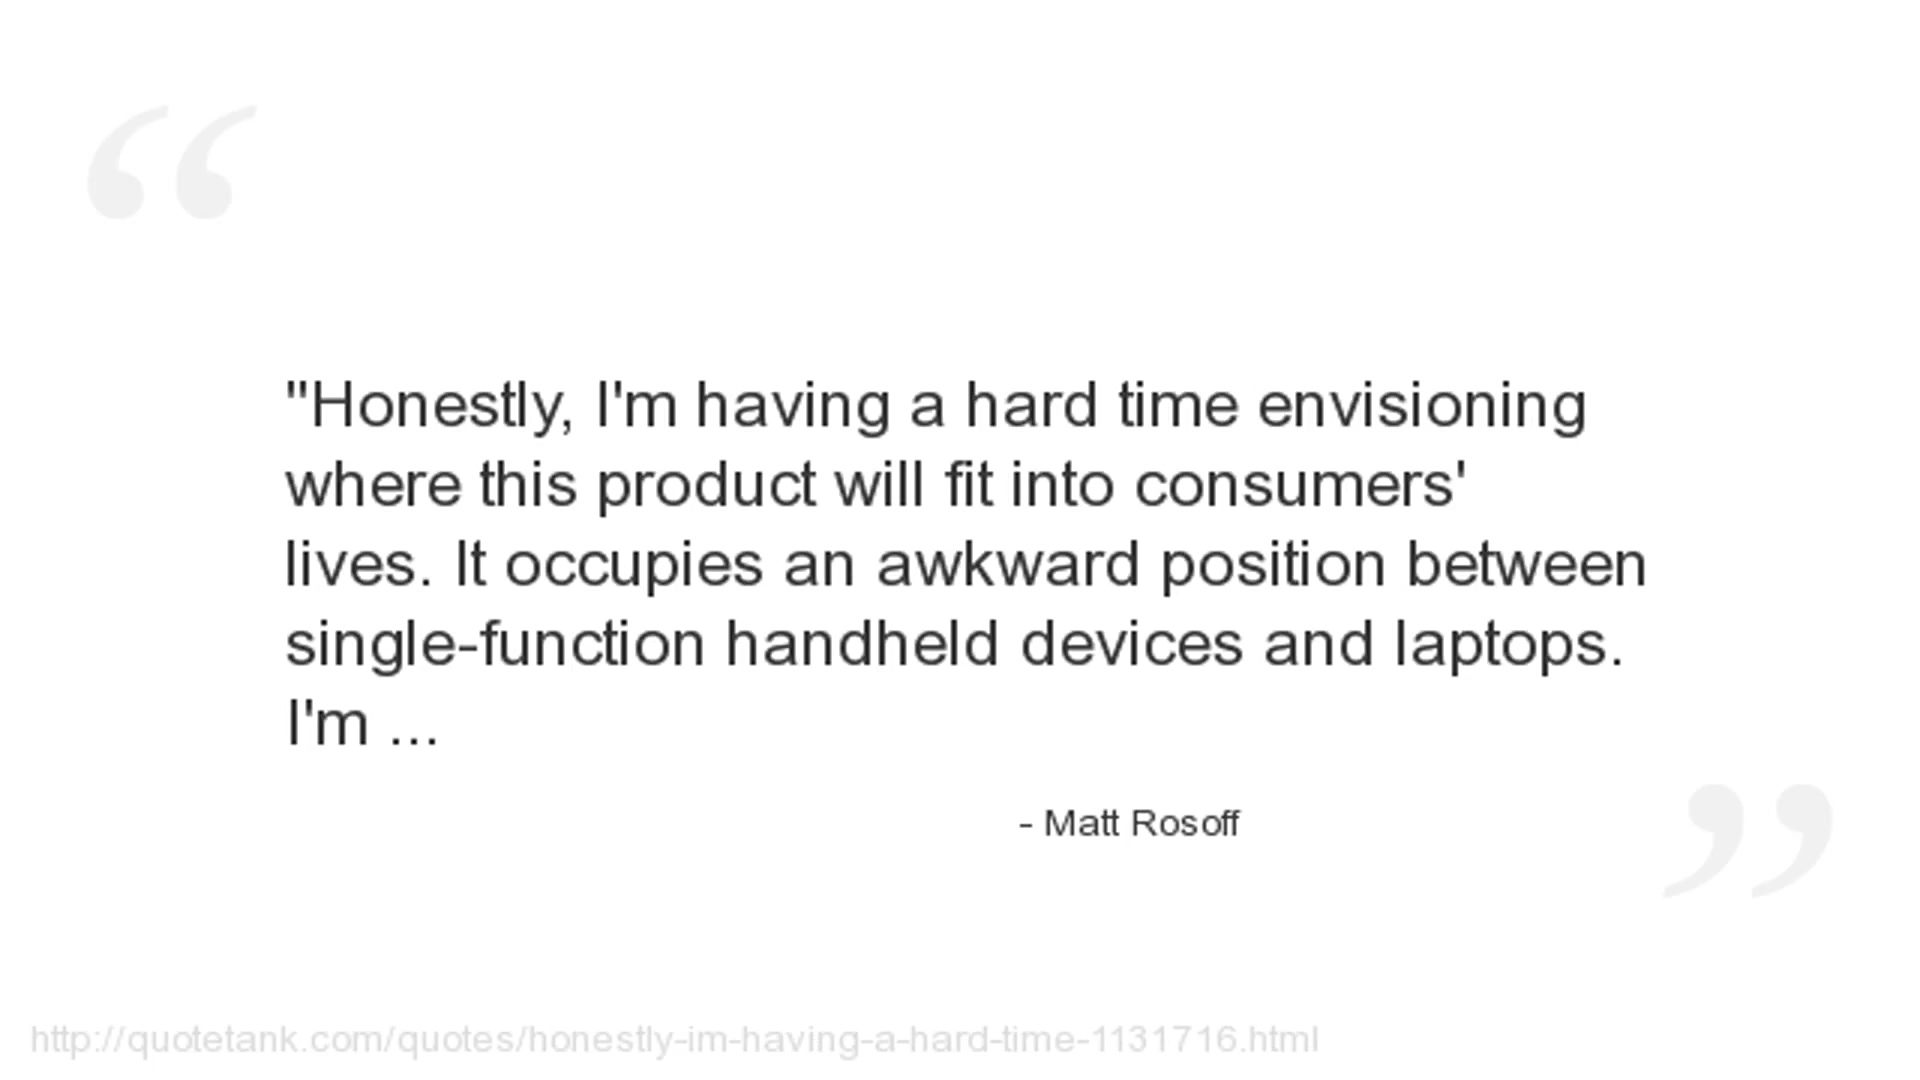 "Honestly, I'm having a hard time envisioning
where this product will fit into consumers'
lives. It occupies an awkward position between
single-function handheld devices and laptops.
I'm ...
- Matt Rosoff
http://quotetank.com/quotes/honestly-im-having-a-hard-time-1131716.html